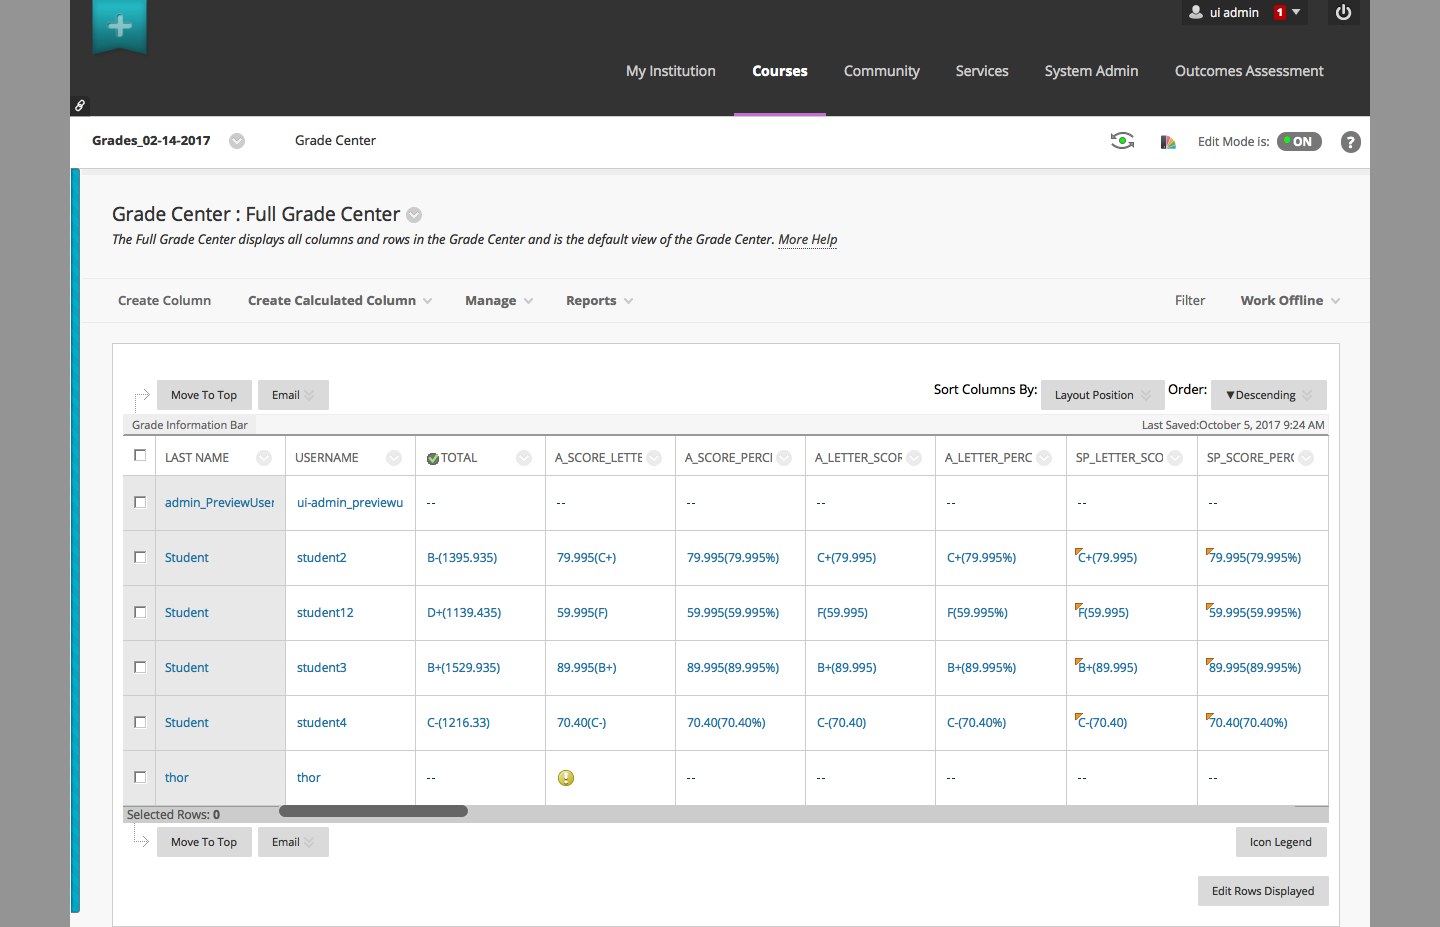 ui admin 1
My Institution Courses Community Services System Admin Outcomes Assessment
Grades_02-14-2017 Grade Center Edit Mode is: ON ?
Grade Center : Full Grade Center
The Full Grade Center displays all columns and rows in the Grade Center and is the default view of the Grade Center. More Help
Create Column Create Calculated Column Manage Reports Filter Work Offline
Move To Top Email Sort Columns By: Layout Position Order: ▼Descending
Grade Information Bar Last Saved:October 5, 2017 9:24 AM
LAST NAME USERNAME TOTAL A_SCORE_LETTE A_SCORE_PERCI A_LETTER_SCOR A_LETTER_PERC SP_LETTER_SCO SP_SCORE_PERC
admin_PreviewUser ui-admin_previewu -- -- -- -- -- -- --
Student student2 B-(1395.935) 79.995(C+) 79.995(79.995%) C+(79.995) C+(79.995%) C+(79.995) 79.995(79.995%)
Student student12 D+(1139.435) 59.995(F) 59.995(59.995%) F(59.995) F(59.995%) F(59.995) 59.995(59.995%)
Student student3 B+(1529.935) 89.995(B+) 89.995(89.995%) B+(89.995) B+(89.995%) B+(89.995) 89.995(89.995%)
Student student4 C-(1216.33) 70.40(C-) 70.40(70.40%) C-(70.40) C-(70.40%) C-(70.40) 70.40(70.40%)
thor thor -- -- -- -- -- --
Selected Rows: 0
Move To Top Email Icon Legend
Edit Rows Displayed